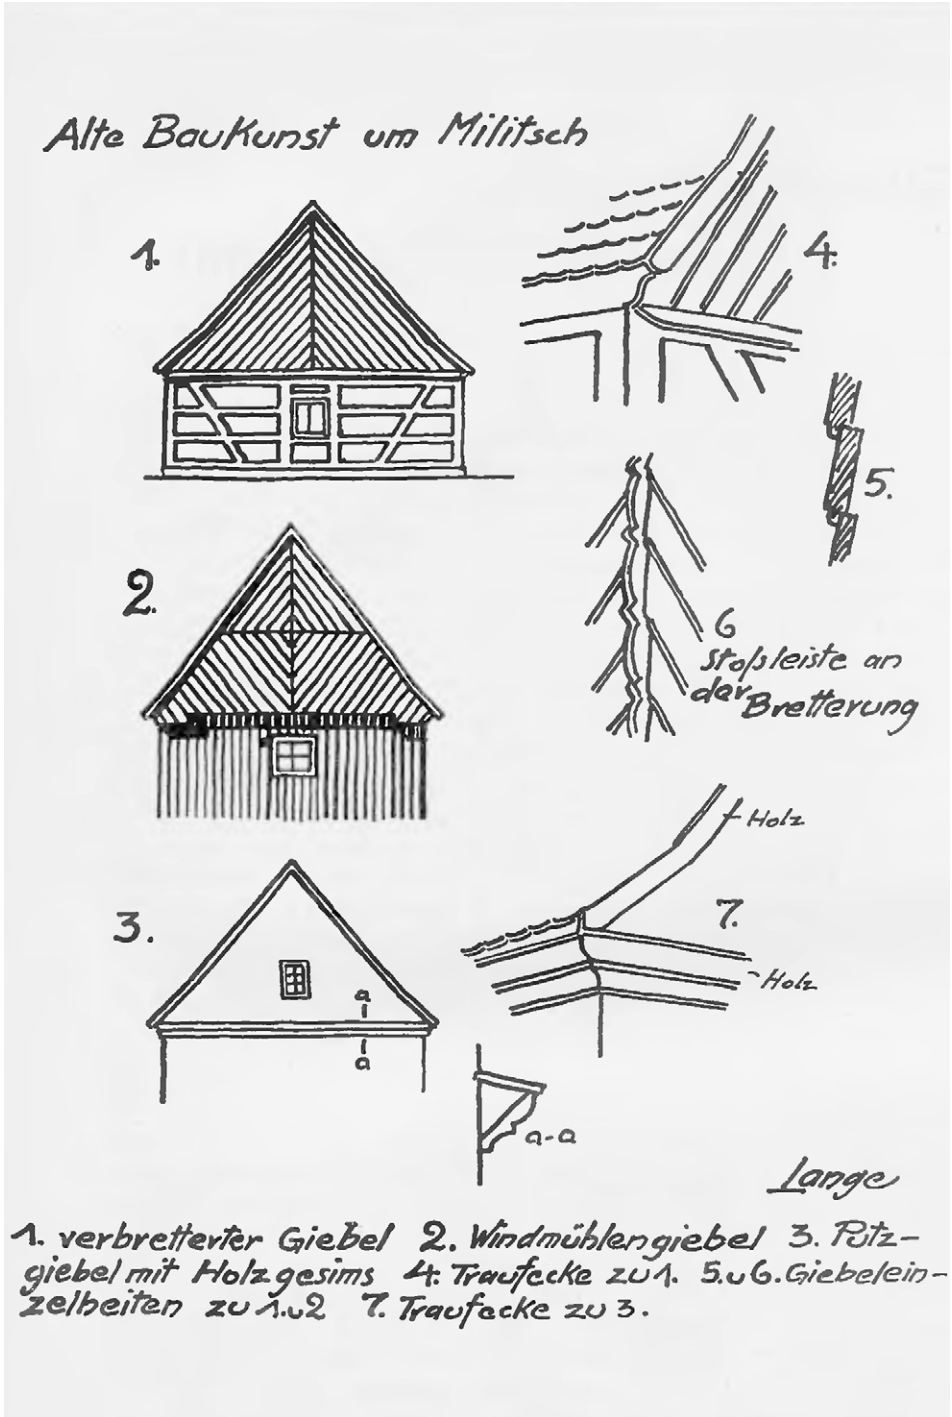 Alte Baukunst um Militsch
1.
4.
5.
2.
6
Stoßleiste an
der Bretterung
Holz
3.
7.
a
Holz
a
a-a
Lange
1. verbretterter Giebel 2. Windmühlengiebel 3. Putz-
giebel mit Holzgesims 4. Traufecke zu 1. 5. u 6. Giebelein-
zelheiten zu 1. u 2 7. Traufecke zu 3.